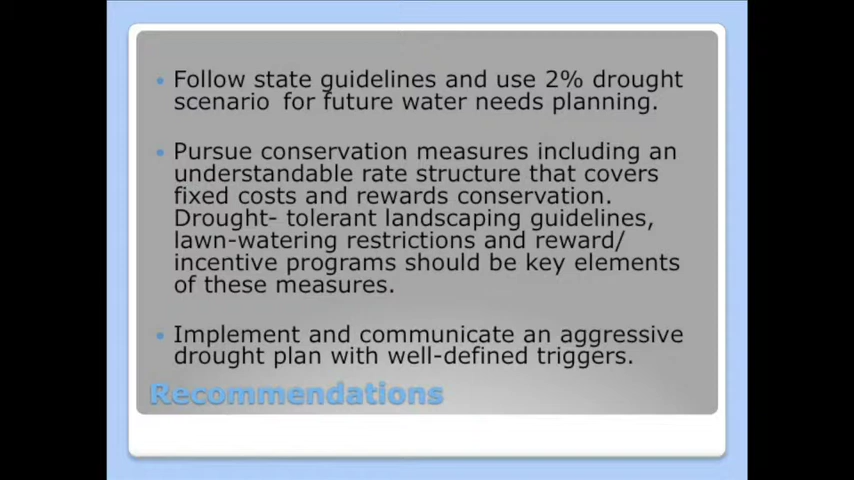 Follow state guidelines and use 2% drought
scenario for future water needs planning.
Pursue conservation measures including an
understandable rate structure that covers
fixed costs and rewards conservation.
Drought- tolerant landscaping guidelines,
lawn-watering restrictions and reward/
incentive programs should be key elements
of these measures.
Implement and communicate an aggressive
drought plan with well-defined triggers.
Recommendations